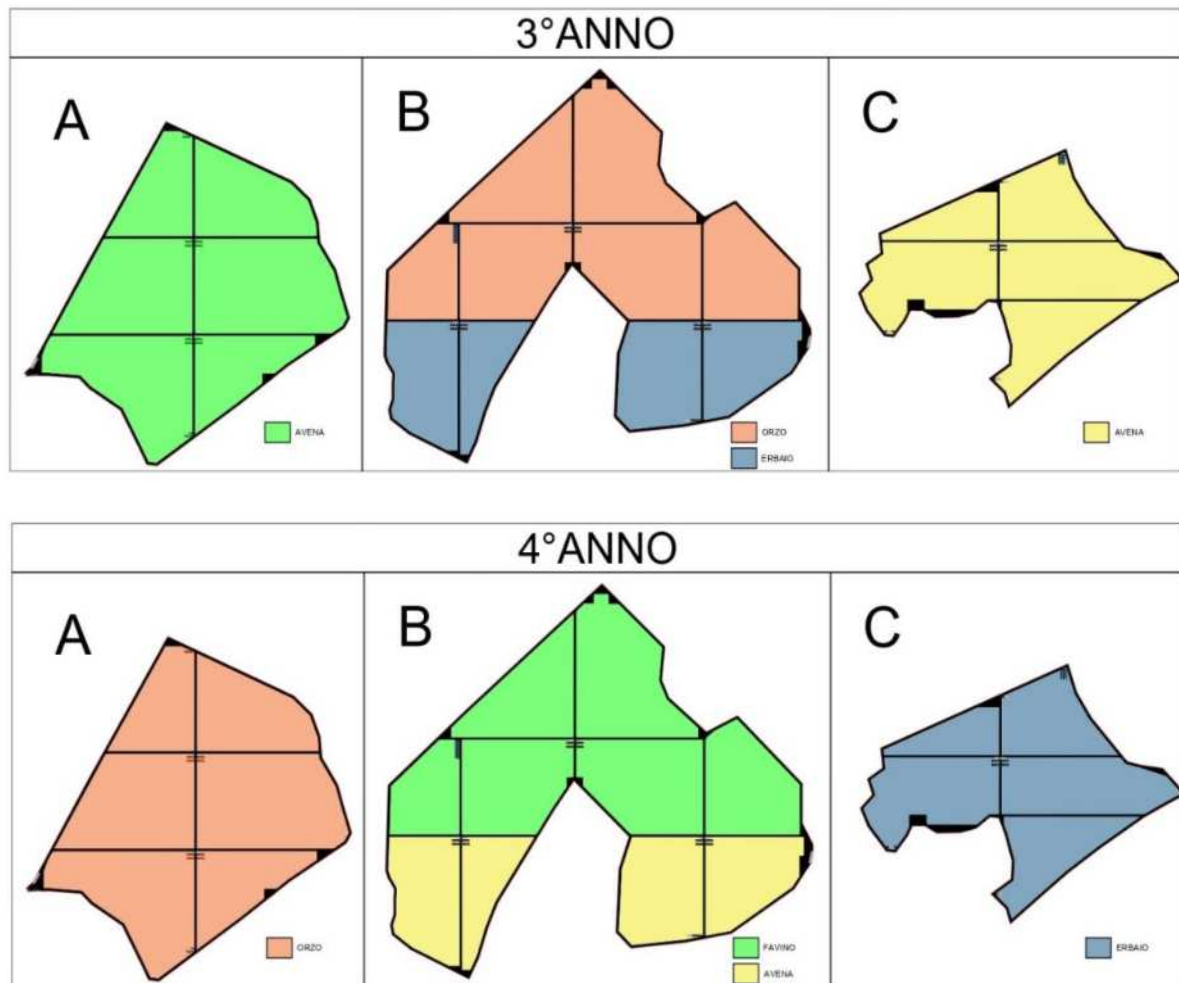 3°ANNO
A
B
C
AVENA
ORZO
ERBAIO
AVENA
4°ANNO
A
B
C
ORZO
FAVINO
AVENA
ERBAIO